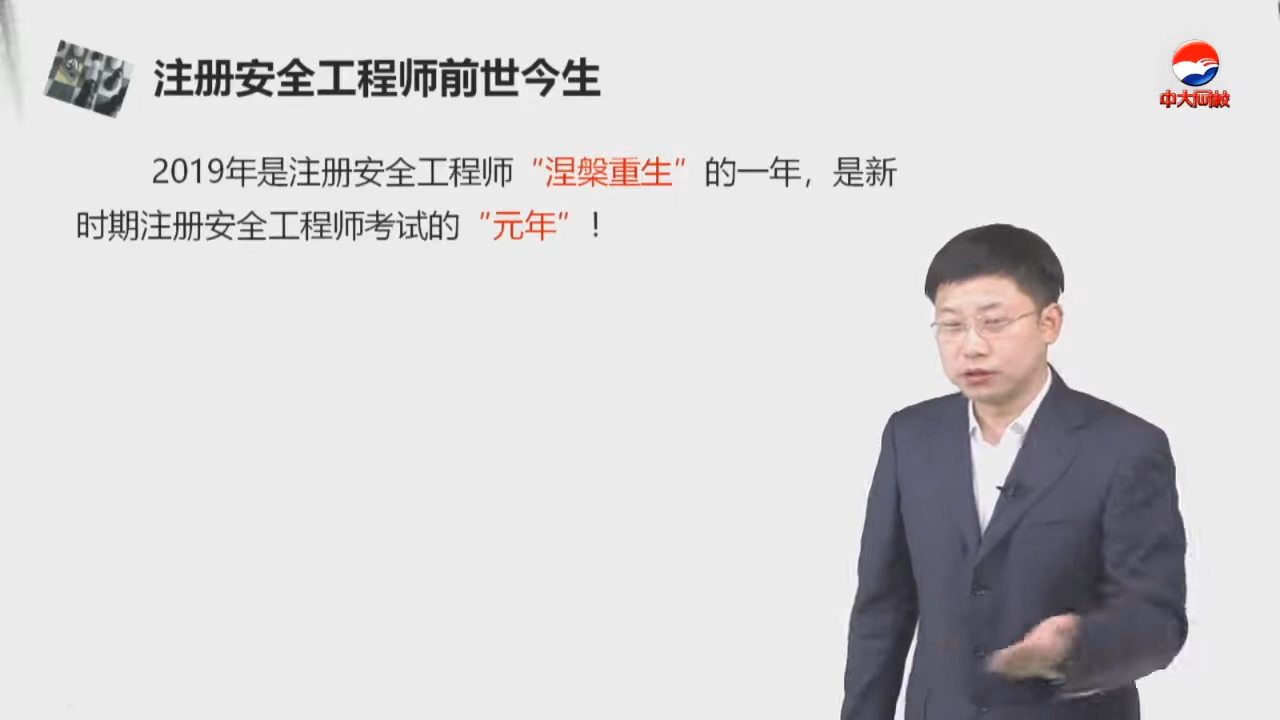 注册安全工程师前世今生
中大网校
2019年是注册安全工程师“涅槃重生”的一年，是新
时期注册安全工程师考试的“元年”！